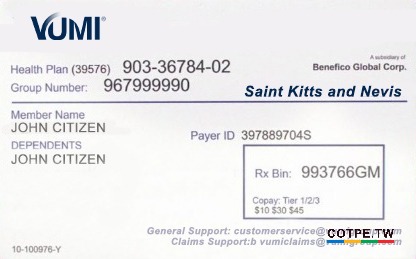 VUMI®
A subsidiary of
Benefico Global Corp.
Health Plan (39576) 903-36784-02
Group Number: 967999990
Saint Kitts and Nevis
Member Name
JOHN CITIZEN
DEPENDENTS
JOHN CITIZEN
Payer ID 397889704S
Rx Bin: 993766GM
Copay: Tier 1/2/3
$10 $30 $45
General Support: customerservice@
COTPE.TW
Claims Support:b vumiclaims@
10-100976-Y